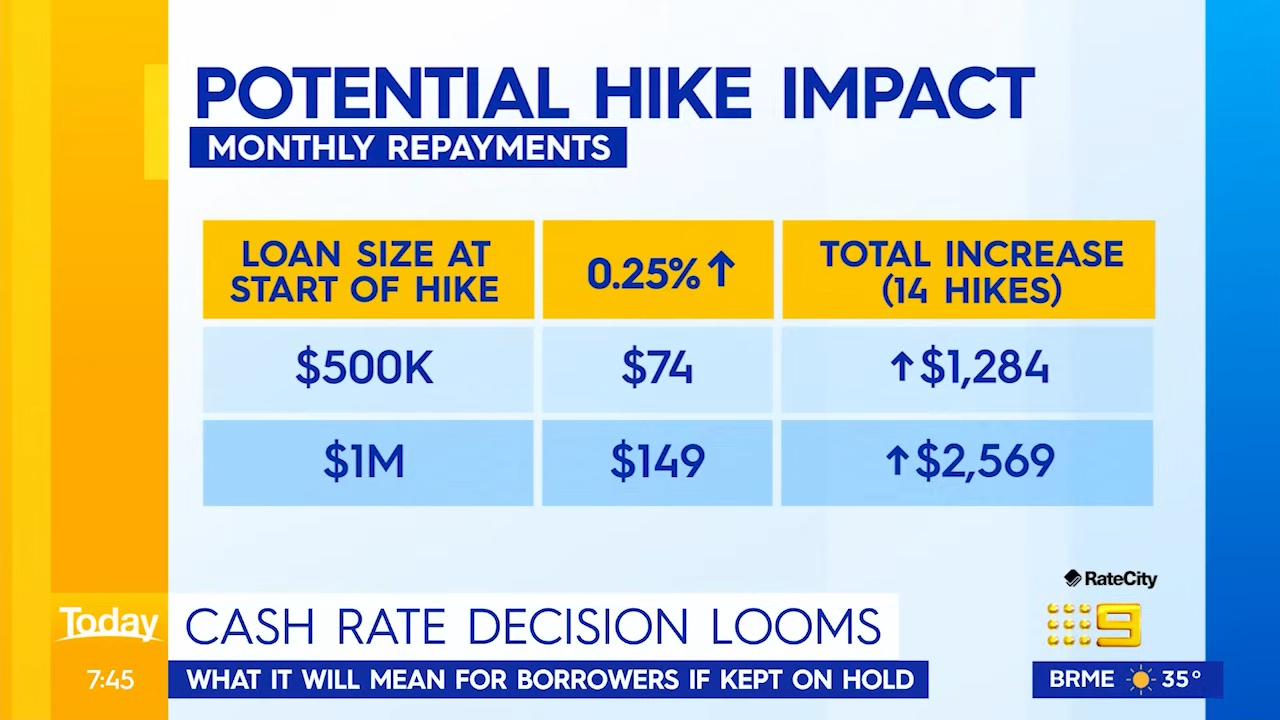 POTENTIAL HIKE IMPACT
MONTHLY REPAYMENTS
LOAN SIZE AT
START OF HIKE
0.25%↑
TOTAL INCREASE
(14 HIKES)
$500K
$74
↑$1,284
$1M
$149
↑$2,569
RateCity
Today
CASH RATE DECISION LOOMS
9
7:45
WHAT IT WILL MEAN FOR BORROWERS IF KEPT ON HOLD
BRME 35°